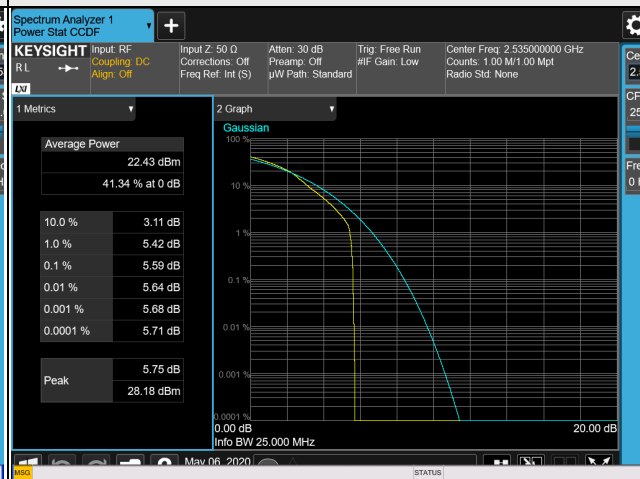 Spectrum Analyzer 1
Power Stat CCDF
+
KEYSIGHT
R L
LXI
Input: RF
Coupling: DC
Align: Off
Input Z: 50 Ω
Corrections: Off
Freq Ref: Int (S)
Atten: 30 dB
Preamp: Off
µW Path: Standard
Trig: Free Run
#IF Gain: Low
Center Freq: 2.535000000 GHz
Counts: 1.00 M/1.00 Mpt
Radio Std: None
1 Metrics
Average Power
22.43 dBm
41.34 % at 0 dB
10.0 % 3.11 dB
1.0 % 5.42 dB
0.1 % 5.59 dB
0.01 % 5.64 dB
0.001 % 5.68 dB
0.0001 % 5.71 dB
Peak
5.75 dB
28.18 dBm
2 Graph
Gaussian
100 %
10 %
1 %
0.1 %
0.01 %
0.001 %
0.0001 %
0.00 dB
20.00 dB
Info BW 25.000 MHz
May 06, 2020
MSG
STATUS